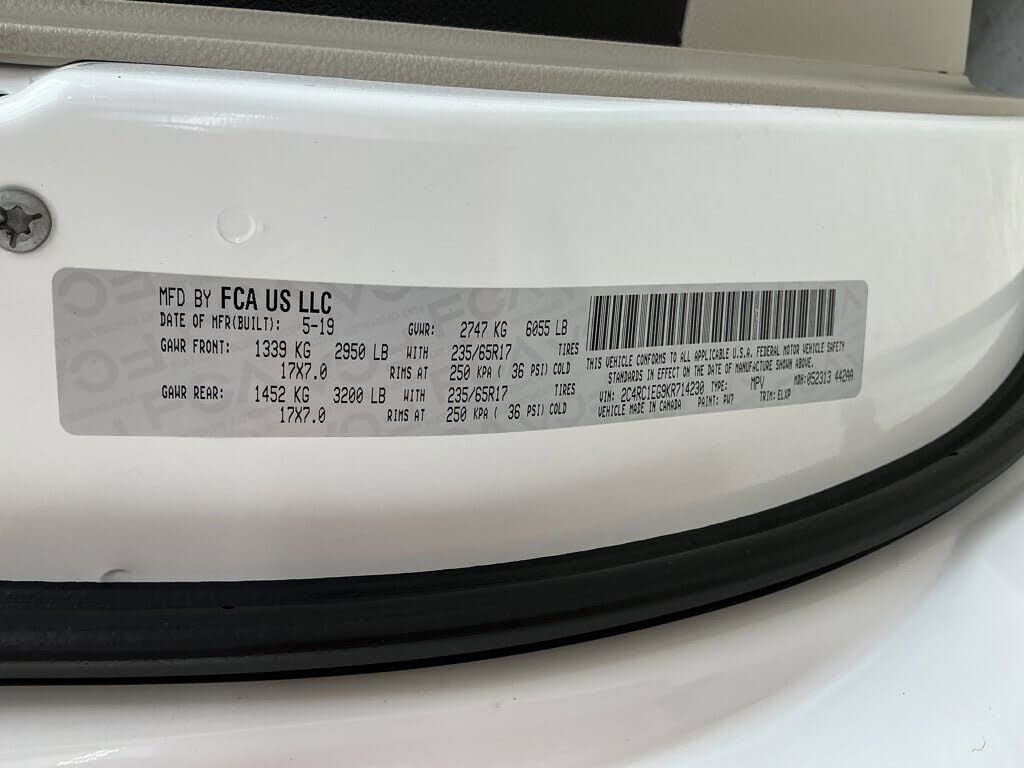 MFD BY FCA US LLC
DATE OF MFR(BUILT): 5-19 GVWR: 2747 KG 6055 LB
GAWR FRONT: 1339 KG 2950 LB WITH 235/65R17 TIRES
17X7.0 RIMS AT 250 KPA ( 36 PSI) COLD
GAWR REAR: 1452 KG 3200 LB WITH 235/65R17 TIRES
17X7.0 RIMS AT 250 KPA ( 36 PSI) COLD
THIS VEHICLE CONFORMS TO ALL APPLICABLE U.S.A. FEDERAL MOTOR VEHICLE SAFETY
STANDARDS IN EFFECT ON THE DATE OF MANUFACTURE SHOWN ABOVE.
VIN: 2C4RC1EG9KR714230 TYPE: MPV MDH: 052313 442AA
VEHICLE MADE IN CANADA PAINT: PW7 TRIM: ELXP